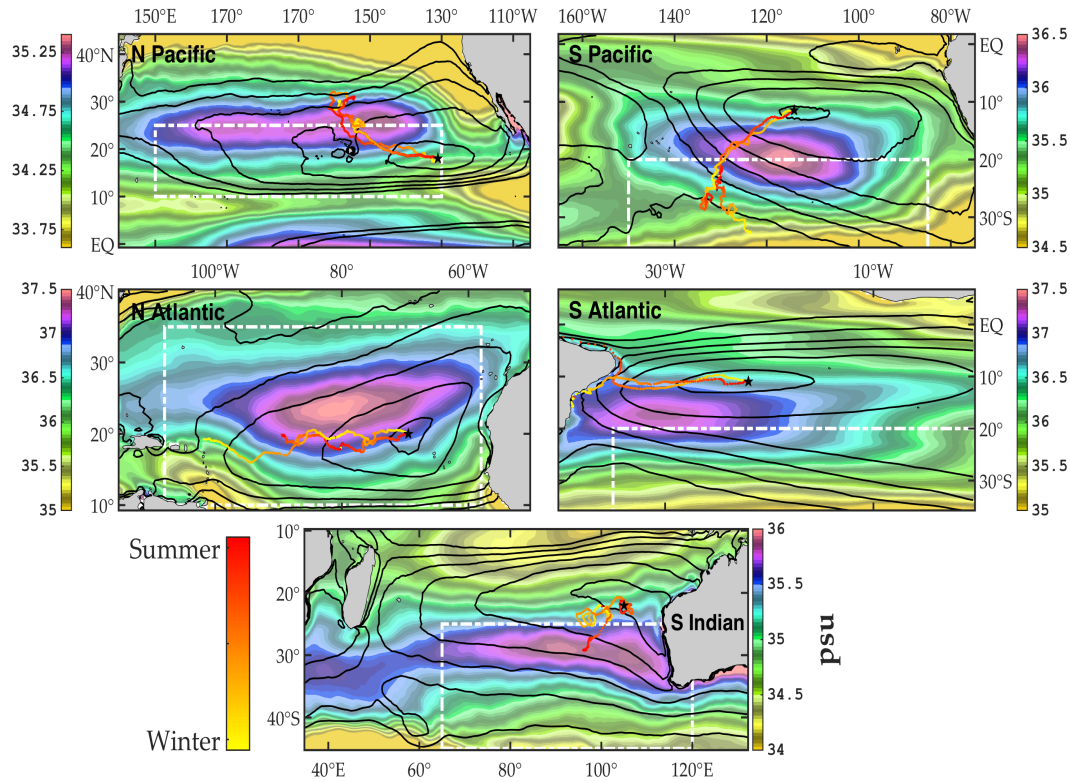 150°E 170° 170° 150° 130° 110°W
N Pacific
40°N
30°
20°
10°
EQ
35.25
34.75
34.25
33.75
160°W 140° 120° 100° 80°W
S Pacific
EQ
10°
20°
30°S
36.5
36
35.5
35
34.5
100°W 80° 60°W
N Atlantic
40°N
30°
20°
10°
37.5
37
36.5
36
35.5
35
30°W 10°W
S Atlantic
EQ
10°
20°
30°S
37.5
37
36.5
36
35.5
35
Summer
Winter
S Indian
10°
20°
30°
40°S
40°E 60° 80° 100° 120°E
36
35.5
35
34.5
34
psu